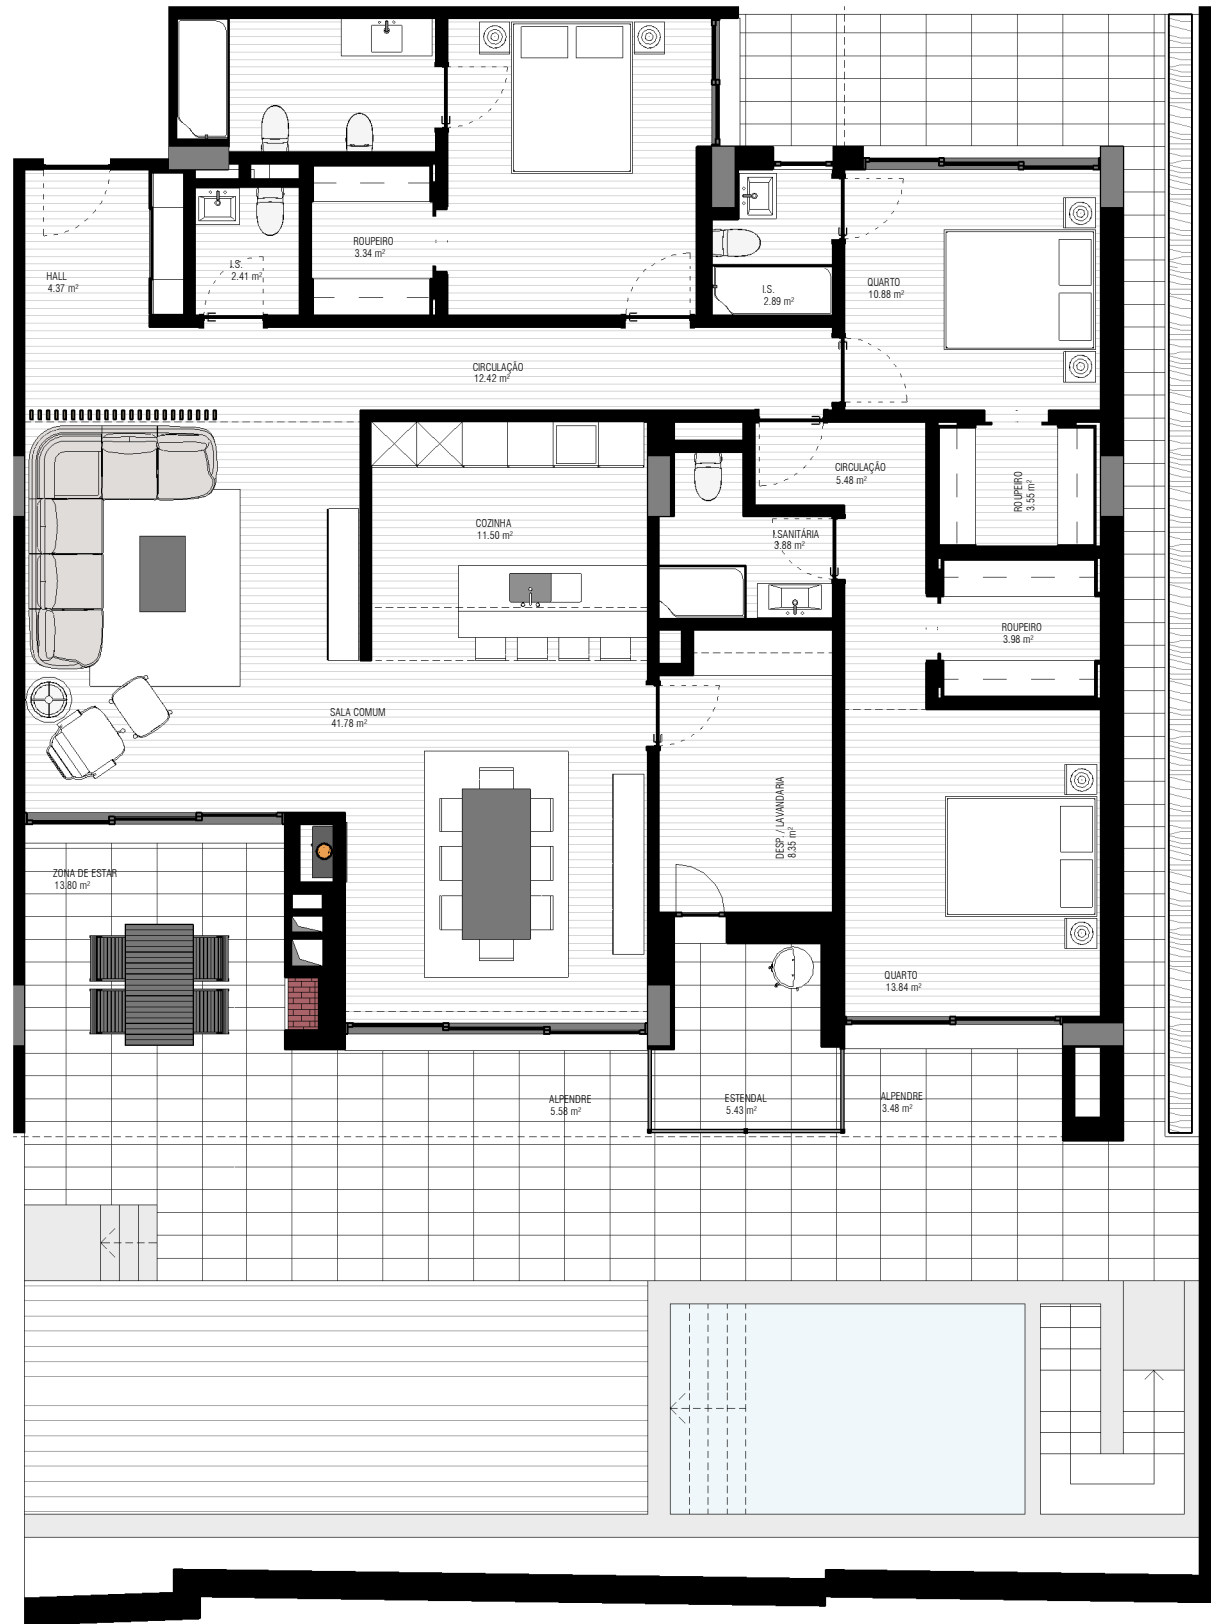 ROUPEIRO
3.34 m²
I.S.
2.41 m²
HALL
4.37 m²
I.S.
2.89 m²
QUARTO
10.88 m²
CIRCULAÇÃO
12.42 m²
CIRCULAÇÃO
5.48 m²
ROUPEIRO
3.55 m²
COZINHA
11.50 m²
I.SANITÁRIA
3.88 m²
ROUPEIRO
3.98 m²
SALA COMUM
41.78 m²
DESP. / LAVANDARIA
8.35 m²
ZONA DE ESTAR
13.80 m²
QUARTO
13.84 m²
ALPENDRE
5.58 m²
ESTENDAL
5.43 m²
ALPENDRE
3.48 m²